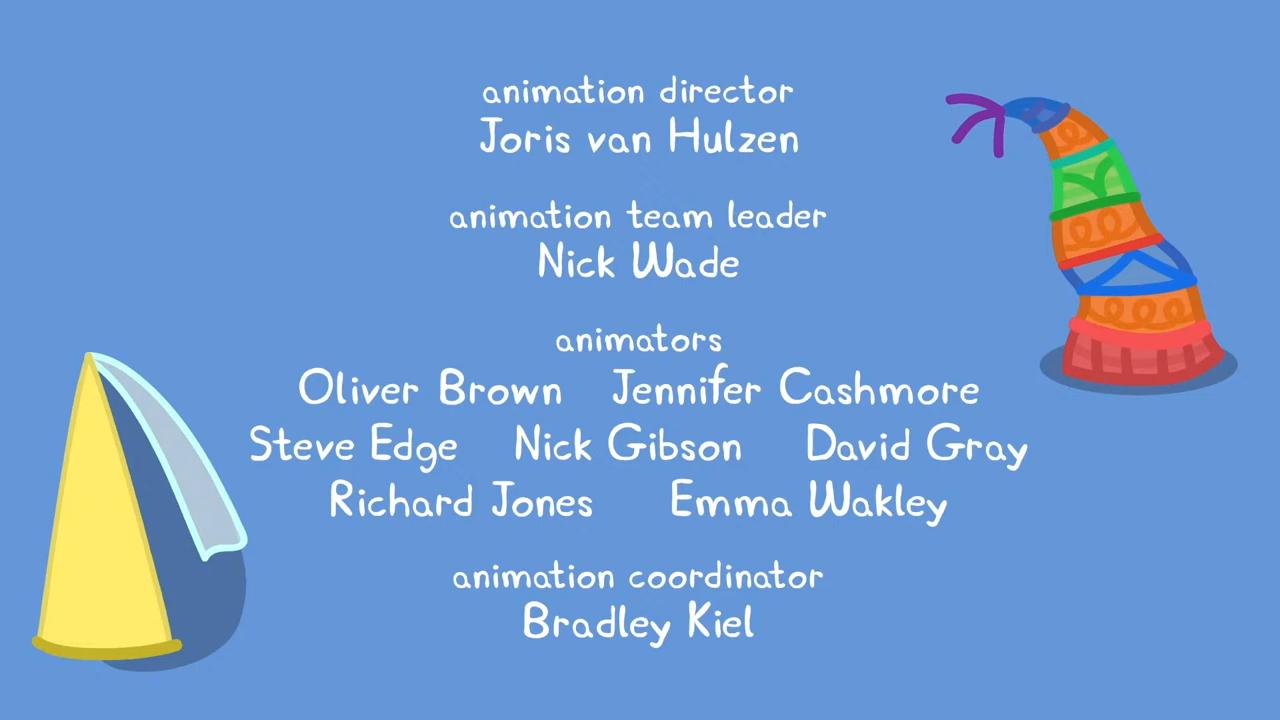 animation director
Joris van Hulzen
animation team leader
Nick Wade
animators
Oliver Brown Jennifer Cashmore
Steve Edge Nick Gibson David Gray
Richard Jones Emma Wakley
animation coordinator
Bradley Kiel